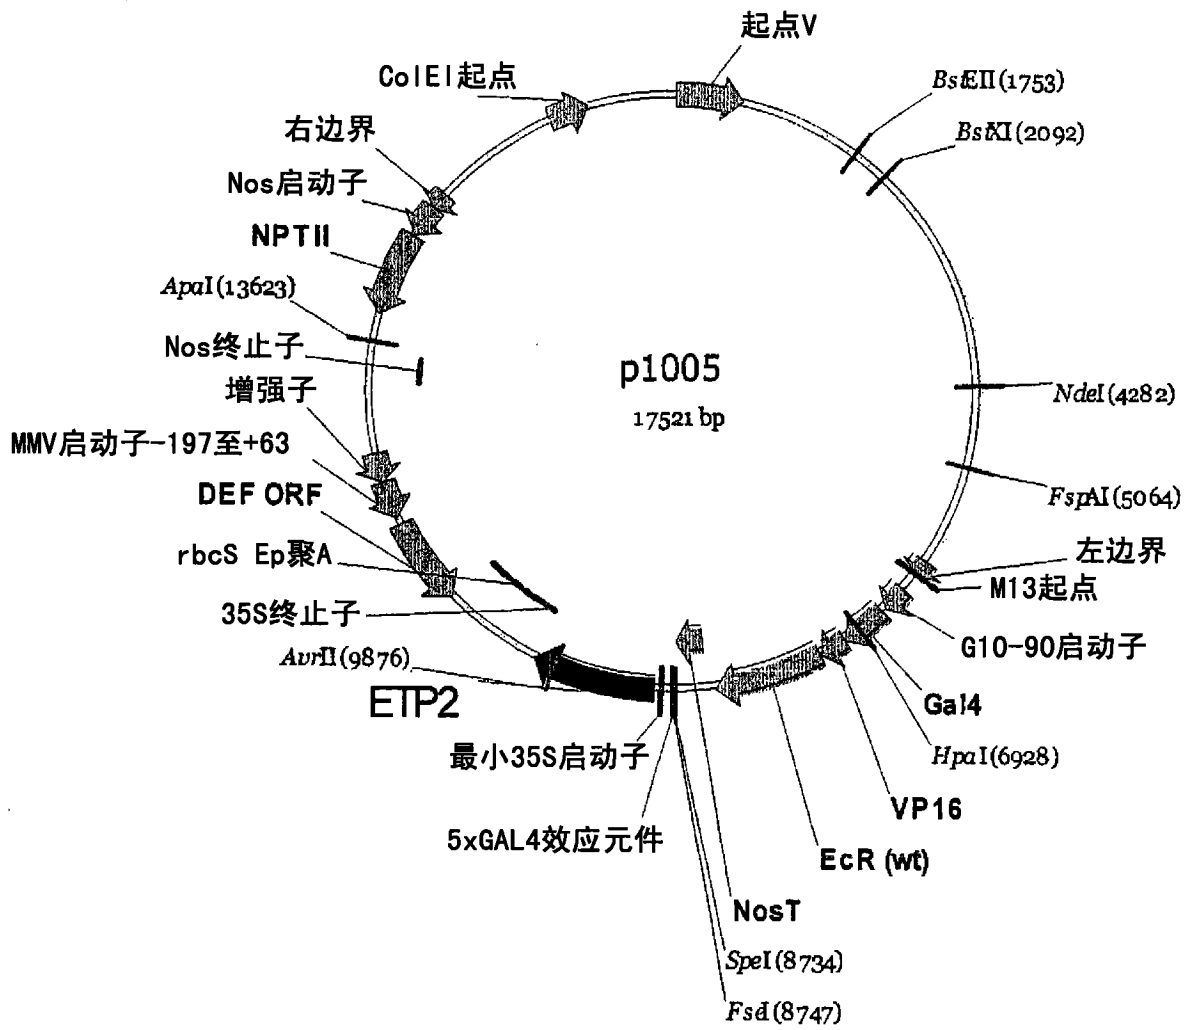 起点V
ColEI起点
BstEII(1753)
右边界
BstXI(2092)
Nos启动子
NPTII
ApaI(13623)
Nos终止子
p1005
增强子
17521 bp
NdeI(4282)
MMV启动子-197至+63
DEF ORF
FspAI(5064)
rbcS Ep聚A
左边界
M13起点
35S终止子
G10-90启动子
AvrII(9876)
ETP2
Gal4
最小35S启动子
HpaI(6928)
VP16
5xGAL4效应元件
EcR (wt)
NosT
SpeI(8734)
FseI(8747)